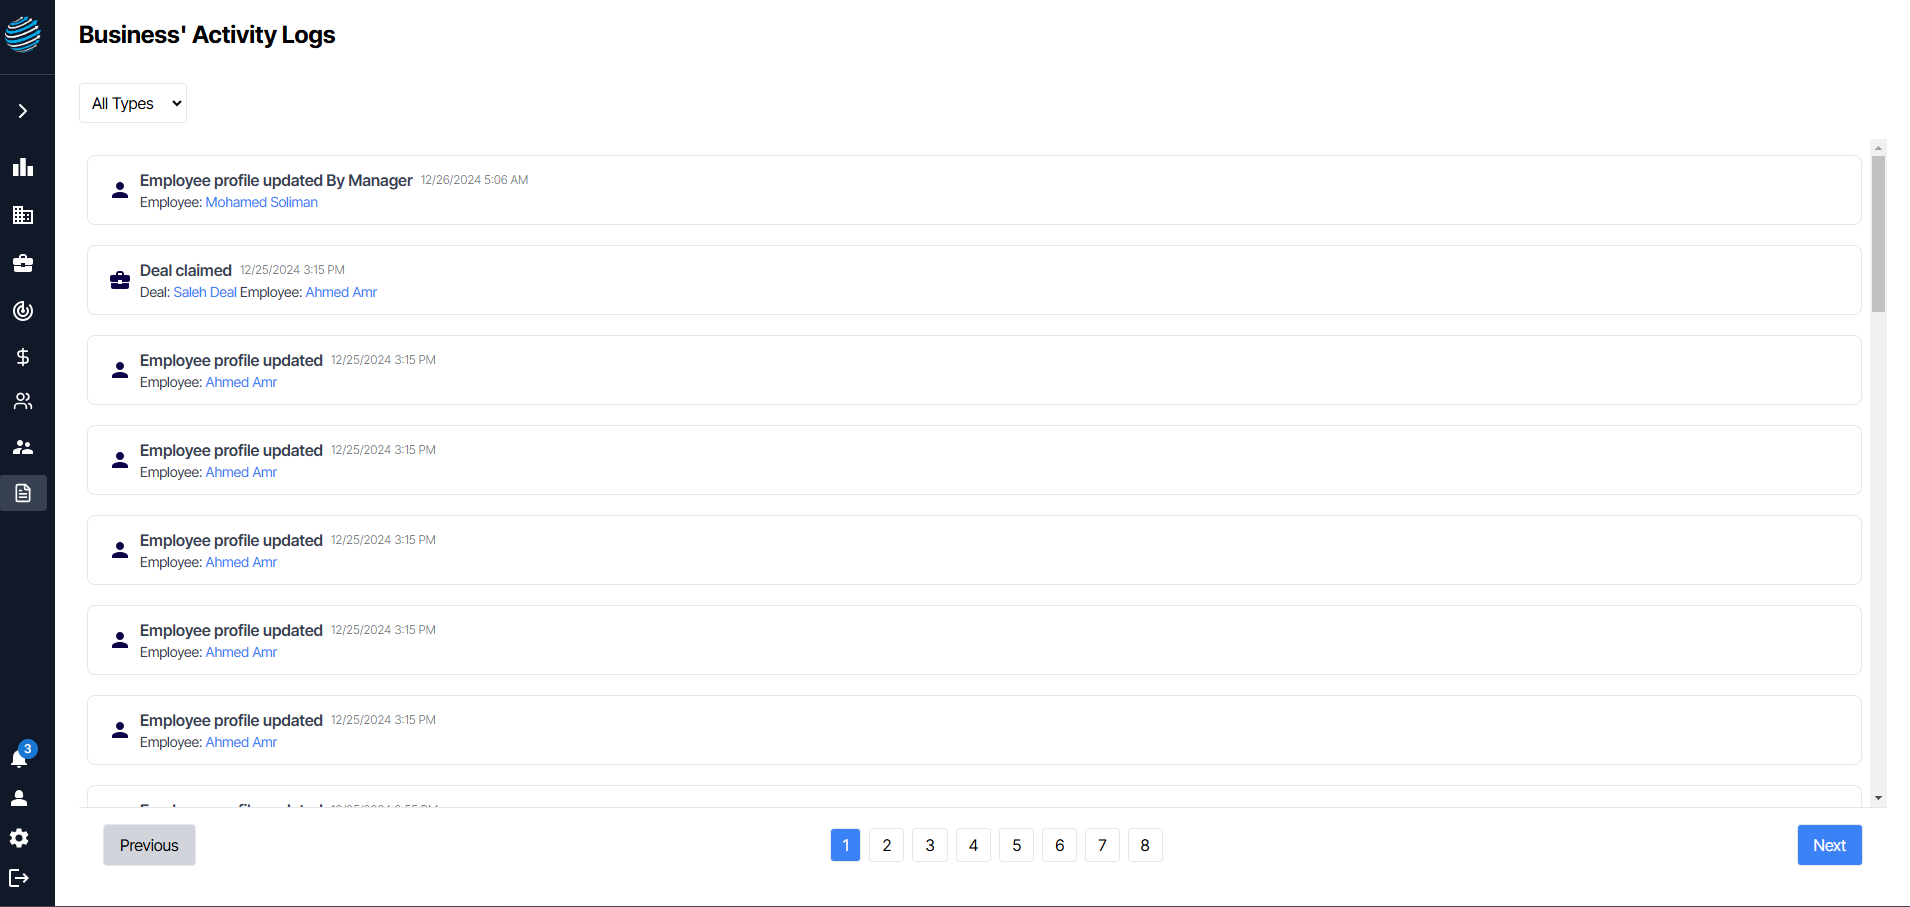 Business' Activity Logs
All Types
Employee profile updated By Manager 12/26/2024 5:06 AM
Employee: Mohamed Soliman
Deal claimed 12/25/2024 3:15 PM
Deal: Saleh Deal Employee: Ahmed Amr
Employee profile updated 12/25/2024 3:15 PM
Employee: Ahmed Amr
Employee profile updated 12/25/2024 3:15 PM
Employee: Ahmed Amr
Employee profile updated 12/25/2024 3:15 PM
Employee: Ahmed Amr
Employee profile updated 12/25/2024 3:15 PM
Employee: Ahmed Amr
Employee profile updated 12/25/2024 3:15 PM
Employee: Ahmed Amr
3
Previous 1 2 3 4 5 6 7 8 Next